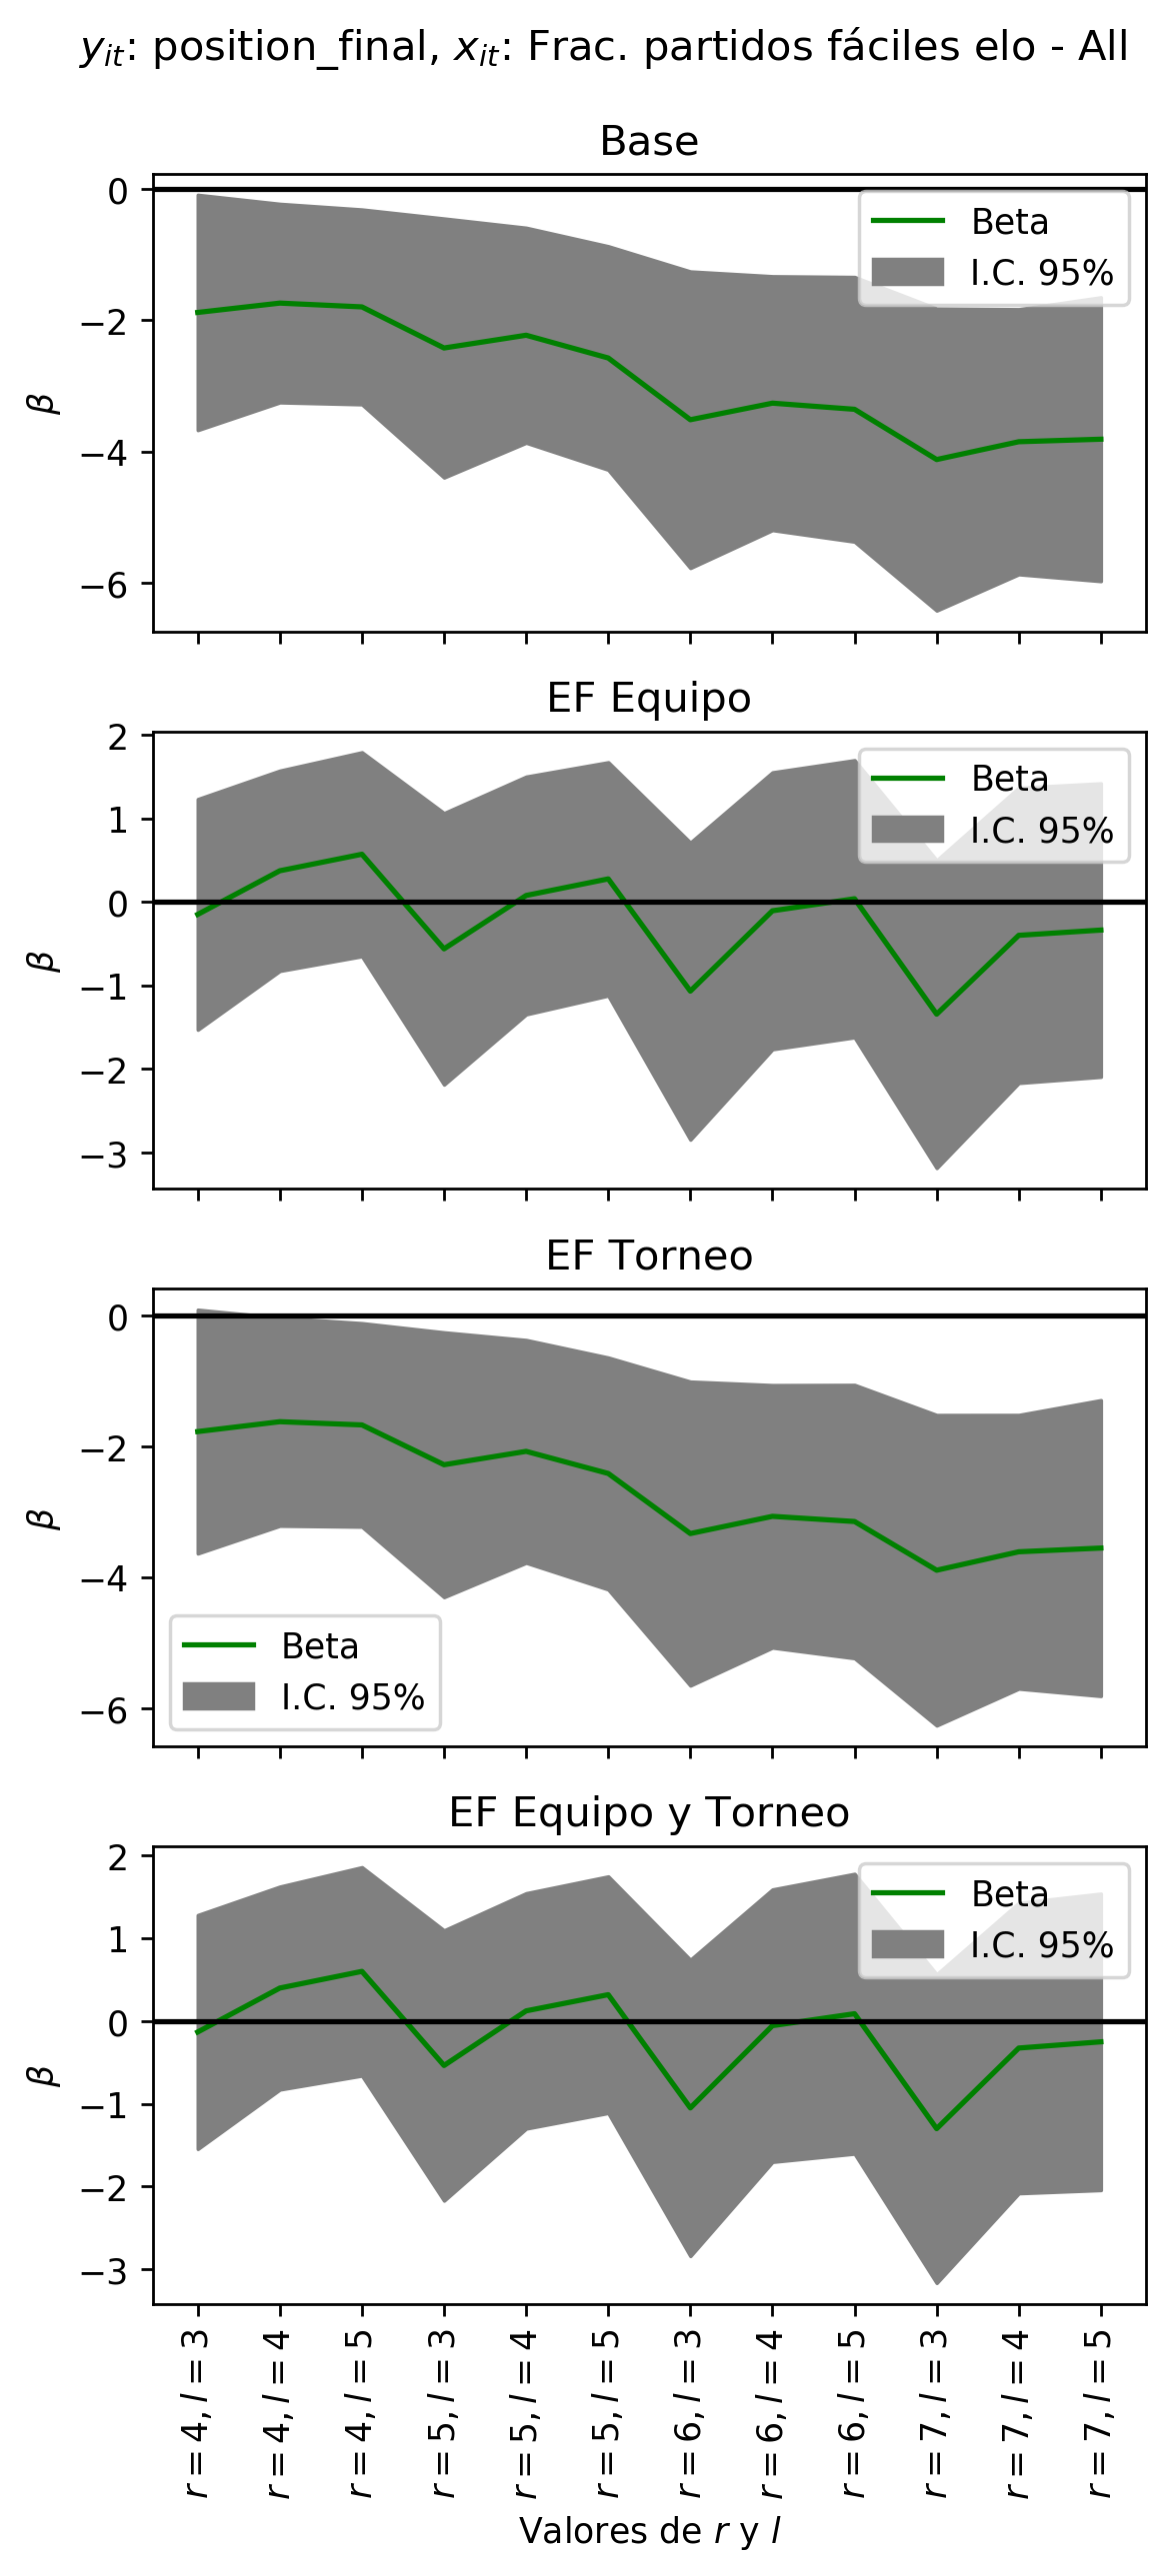 y_it: position_final, x_it: Frac. partidos fáciles elo - All
Base
0
−2
−4
−6
β
Beta
I.C. 95%
EF Equipo
2
1
0
−1
−2
−3
β
Beta
I.C. 95%
EF Torneo
0
−2
−4
−6
β
Beta
I.C. 95%
EF Equipo y Torneo
2
1
0
−1
−2
−3
β
Beta
I.C. 95%
r = 4, l = 3
r = 4, l = 4
r = 4, l = 5
r = 5, l = 3
r = 5, l = 4
r = 5, l = 5
r = 6, l = 3
r = 6, l = 4
r = 6, l = 5
r = 7, l = 3
r = 7, l = 4
r = 7, l = 5
Valores de r y l